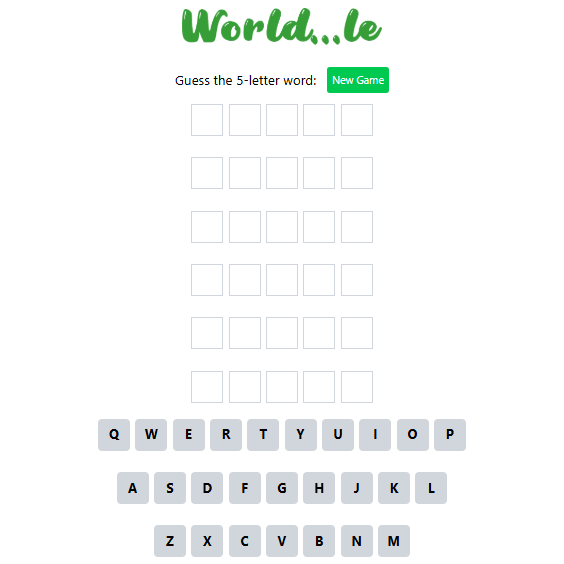 World...le
Guess the 5-letter word: New Game
Q W E R T Y U I O P
A S D F G H J K L
Z X C V B N M